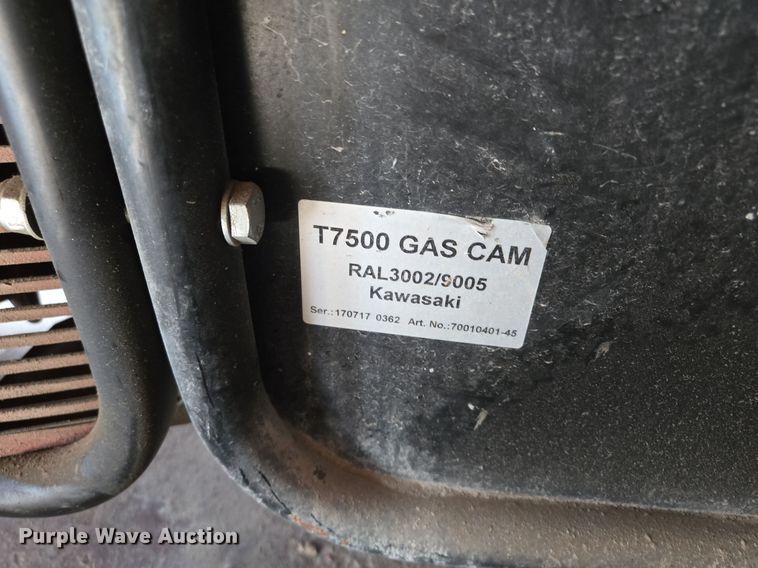 T7500 GAS CAM
RAL3002/9005
Kawasaki
Ser.:170717 0362 Art. No.:70010401-45
Purple Wave Auction